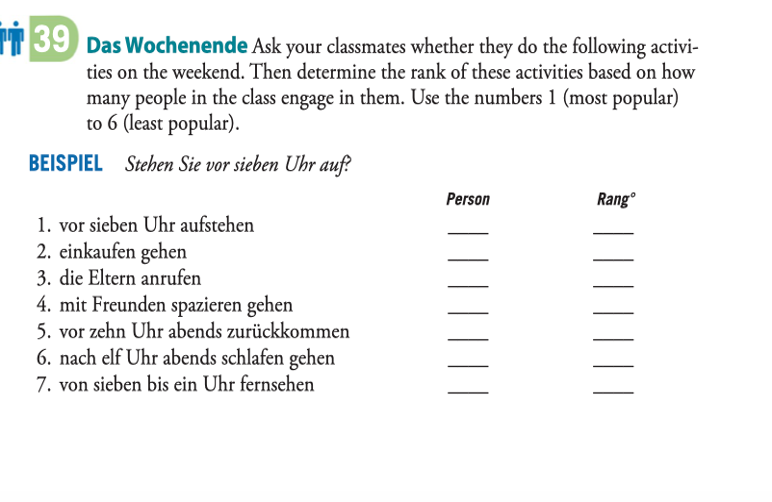 39 Das Wochenende Ask your classmates whether they do the following activi-
ties on the weekend. Then determine the rank of these activities based on how
many people in the class engage in them. Use the numbers 1 (most popular)
to 6 (least popular).
BEISPIEL Stehen Sie vor sieben Uhr auf?
Person Rang°
1. vor sieben Uhr aufstehen ____ ____
2. einkaufen gehen ____ ____
3. die Eltern anrufen ____ ____
4. mit Freunden spazieren gehen ____ ____
5. vor zehn Uhr abends zurückkommen ____ ____
6. nach elf Uhr abends schlafen gehen ____ ____
7. von sieben bis ein Uhr fernsehen ____ ____